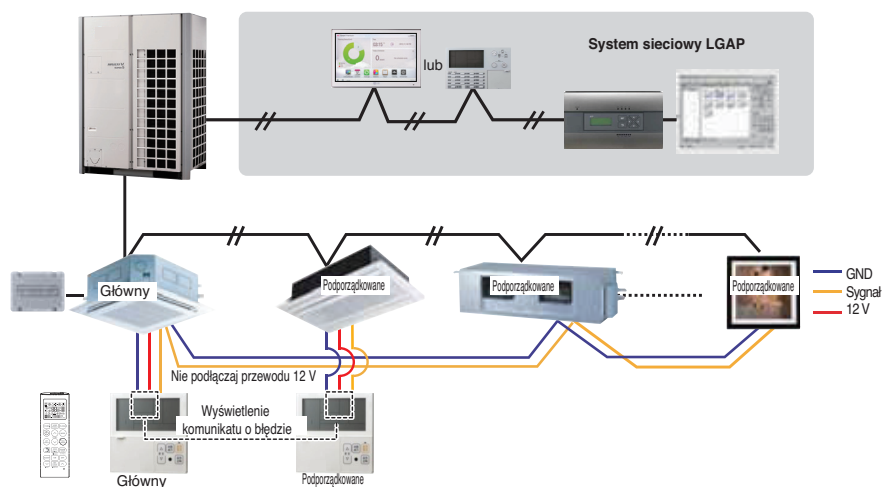 System sieciowy LGAP
lub
Główny
Podporządkowane
Podporządkowane
Podporządkowane
GND
Sygnał
12 V
Nie podłączaj przewodu 12 V
Wyświetlenie
komunikatu o błędzie
Główny
Podporządkowane